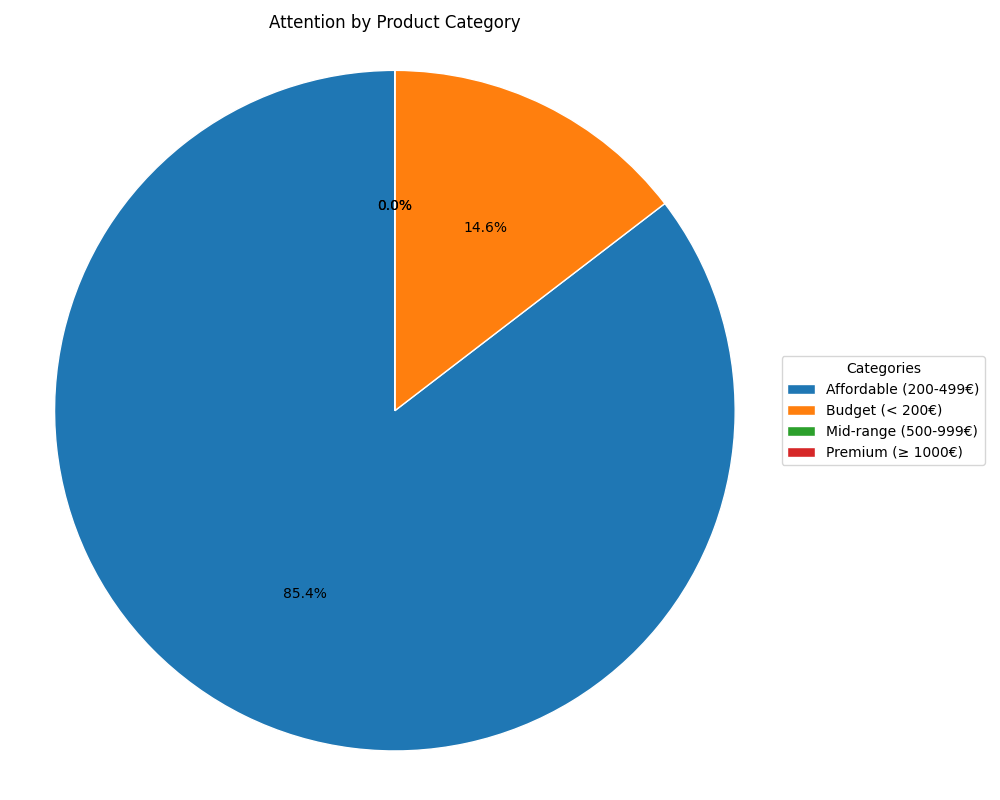 Attention by Product Category
0.0%
14.6%
85.4%
Categories
Affordable (200-499€)
Budget (< 200€)
Mid-range (500-999€)
Premium (≥ 1000€)